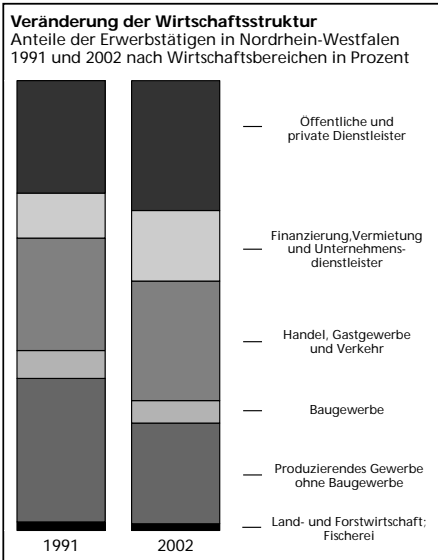 Veränderung der Wirtschaftsstruktur
Anteile der Erwerbstätigen in Nordrhein-Westfalen
1991 und 2002 nach Wirtschaftsbereichen in Prozent
Öffentliche und
private Dienstleister
Finanzierung,Vermietung
und Unternehmens-
dienstleister
Handel, Gastgewerbe
und Verkehr
Baugewerbe
Produzierendes Gewerbe
ohne Baugewerbe
Land- und Forstwirtschaft;
Fischerei
1991
2002